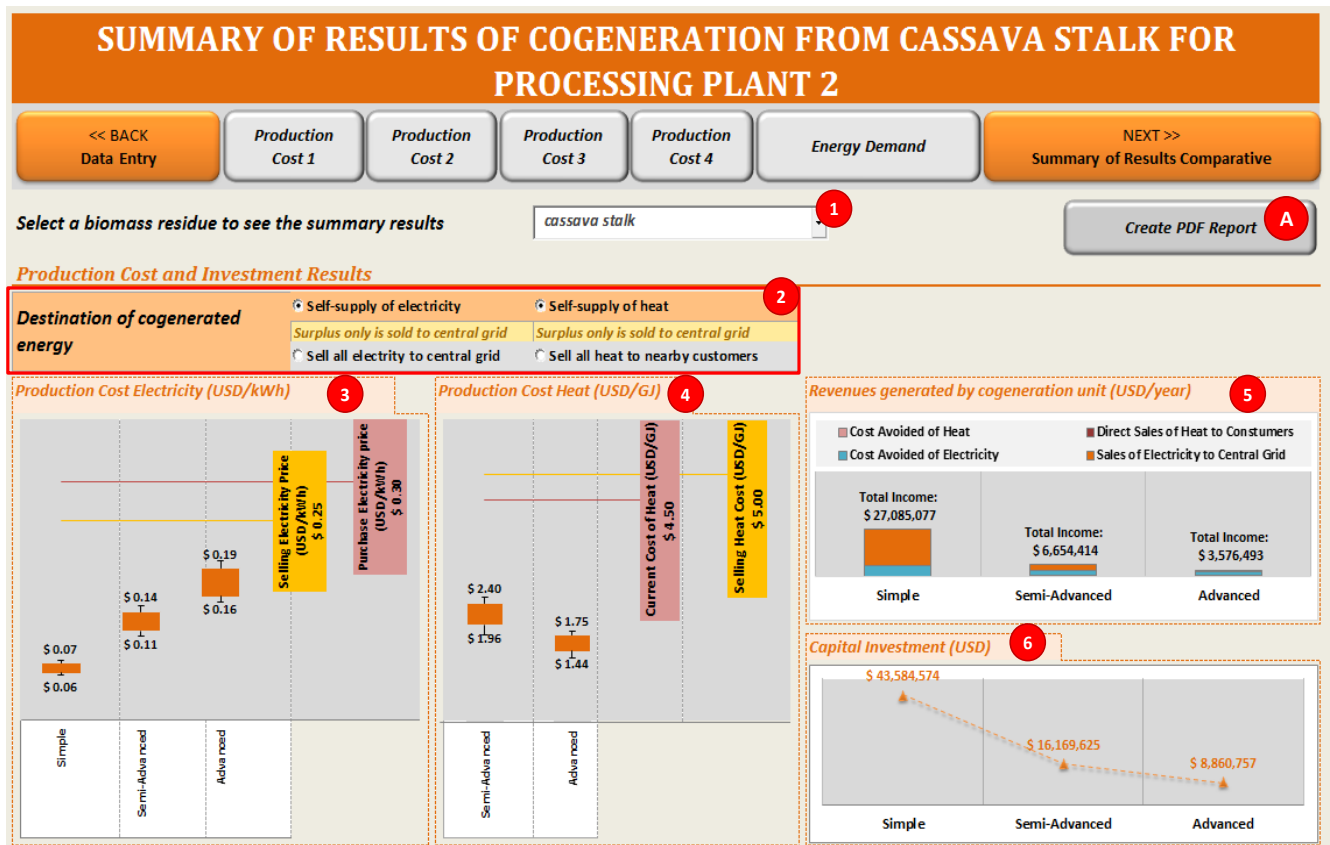 SUMMARY OF RESULTS OF COGENERATION FROM CASSAVA STALK FOR
PROCESSING PLANT 2
<< BACK
Data Entry
Production
Cost 1
Production
Cost 2
Production
Cost 3
Production
Cost 4
Energy Demand
NEXT >>
Summary of Results Comparative
Select a biomass residue to see the summary results
cassava stalk
1
Create PDF Report
A
Production Cost and Investment Results
Destination of cogenerated
energy
Self-supply of electricity
Self-supply of heat
2
Surplus only is sold to central grid
Surplus only is sold to central grid
Sell all electrity to central grid
Sell all heat to nearby customers
Production Cost Electricity (USD/kWh)
3
$ 0.07
$ 0.06
$ 0.14
$ 0.11
$ 0.19
$ 0.16
Selling Electricity Price
(USD/kWh)
$ 0.25
Purchase Electricity price
(USD/kWh)
$ 0.30
Simple
Semi-Advanced
Advanced
Production Cost Heat (USD/GJ)
4
$ 2.40
$ 1.96
$ 1.75
$ 1.44
Current Cost of Heat (USD/GJ)
$ 4.50
Selling Heat Cost (USD/GJ)
$ 5.00
Semi-Advanced
Advanced
Revenues generated by cogeneration unit (USD/year)
5
Cost Avoided of Heat
Direct Sales of Heat to Constumers
Cost Avoided of Electricity
Sales of Electricity to Central Grid
Total Income:
$ 27,085,077
Total Income:
$ 6,654,414
Total Income:
$ 3,576,493
Simple
Semi-Advanced
Advanced
Capital Investment (USD)
6
$ 43,584,574
$ 16,169,625
$ 8,860,757
Simple
Semi-Advanced
Advanced